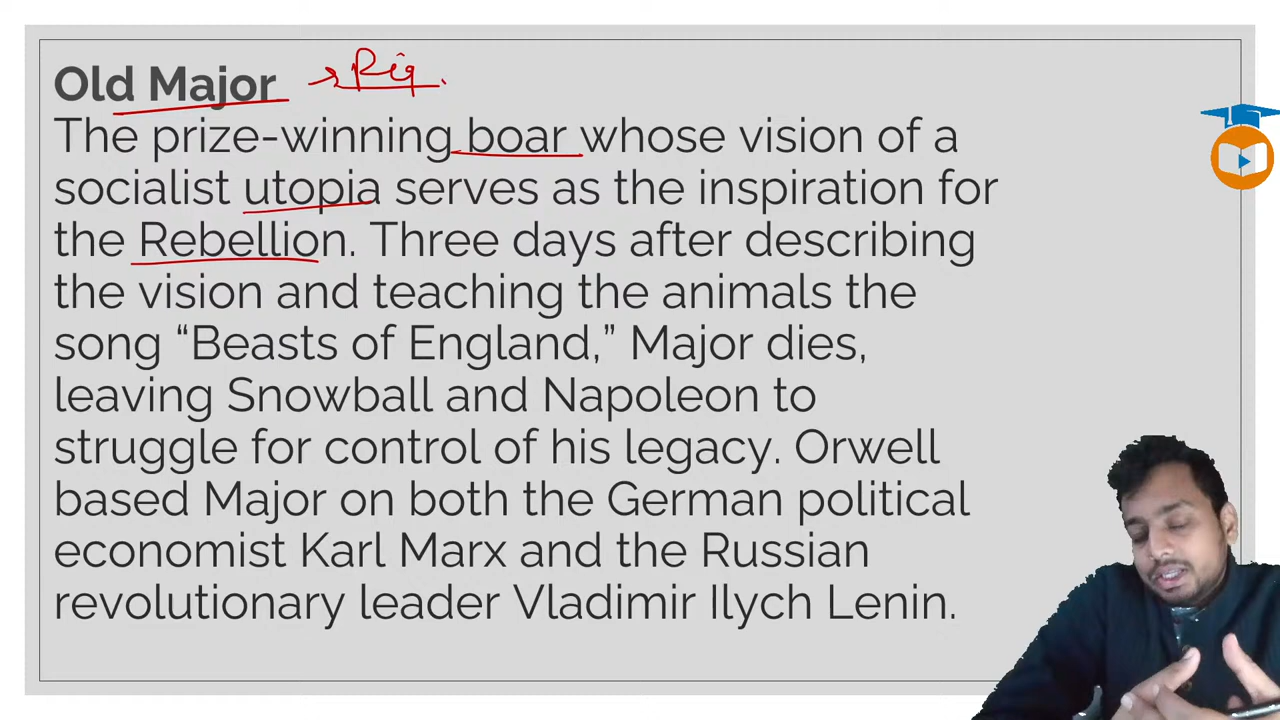 Old Major → Pig.
The prize-winning boar whose vision of a
socialist utopia serves as the inspiration for
the Rebellion. Three days after describing
the vision and teaching the animals the
song “Beasts of England,” Major dies,
leaving Snowball and Napoleon to
struggle for control of his legacy. Orwell
based Major on both the German political
economist Karl Marx and the Russian
revolutionary leader Vladimir Ilych Lenin.